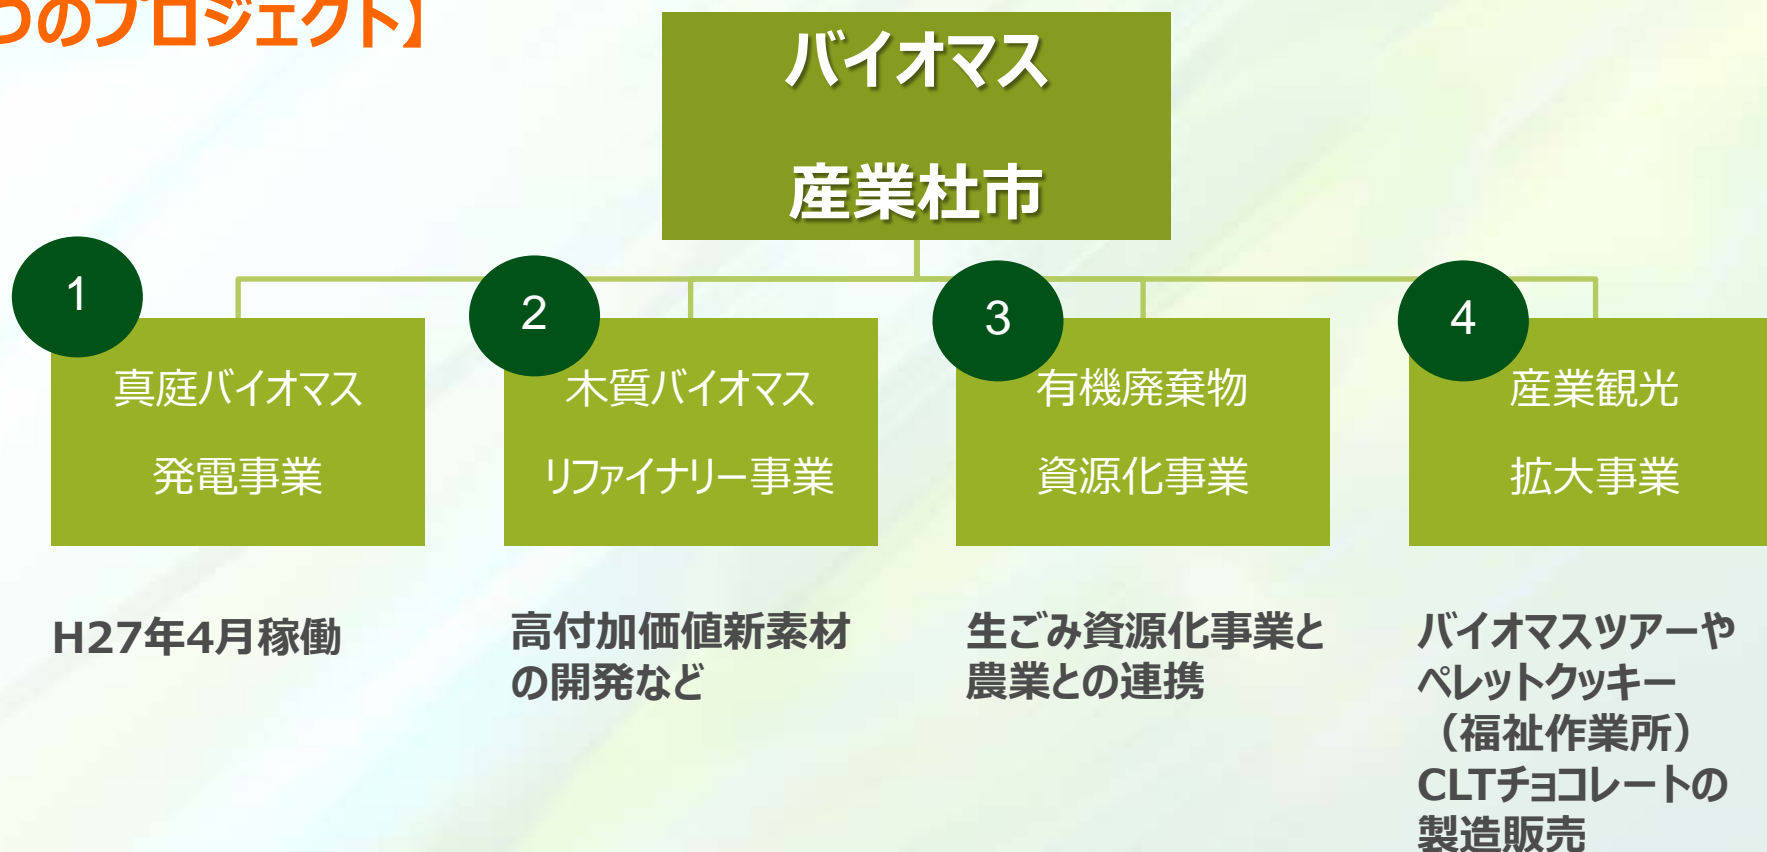 つのプロジェクト】
バイオマス
産業杜市
1
真庭バイオマス
発電事業
H27年4月稼働
2
木質バイオマス
リファイナリー事業
高付加価値新素材
の開発など
3
有機廃棄物
資源化事業
生ごみ資源化事業と
農業との連携
4
産業観光
拡大事業
バイオマスツアーや
ペレットクッキー
（福祉作業所）
CLTチョコレートの
製造販売